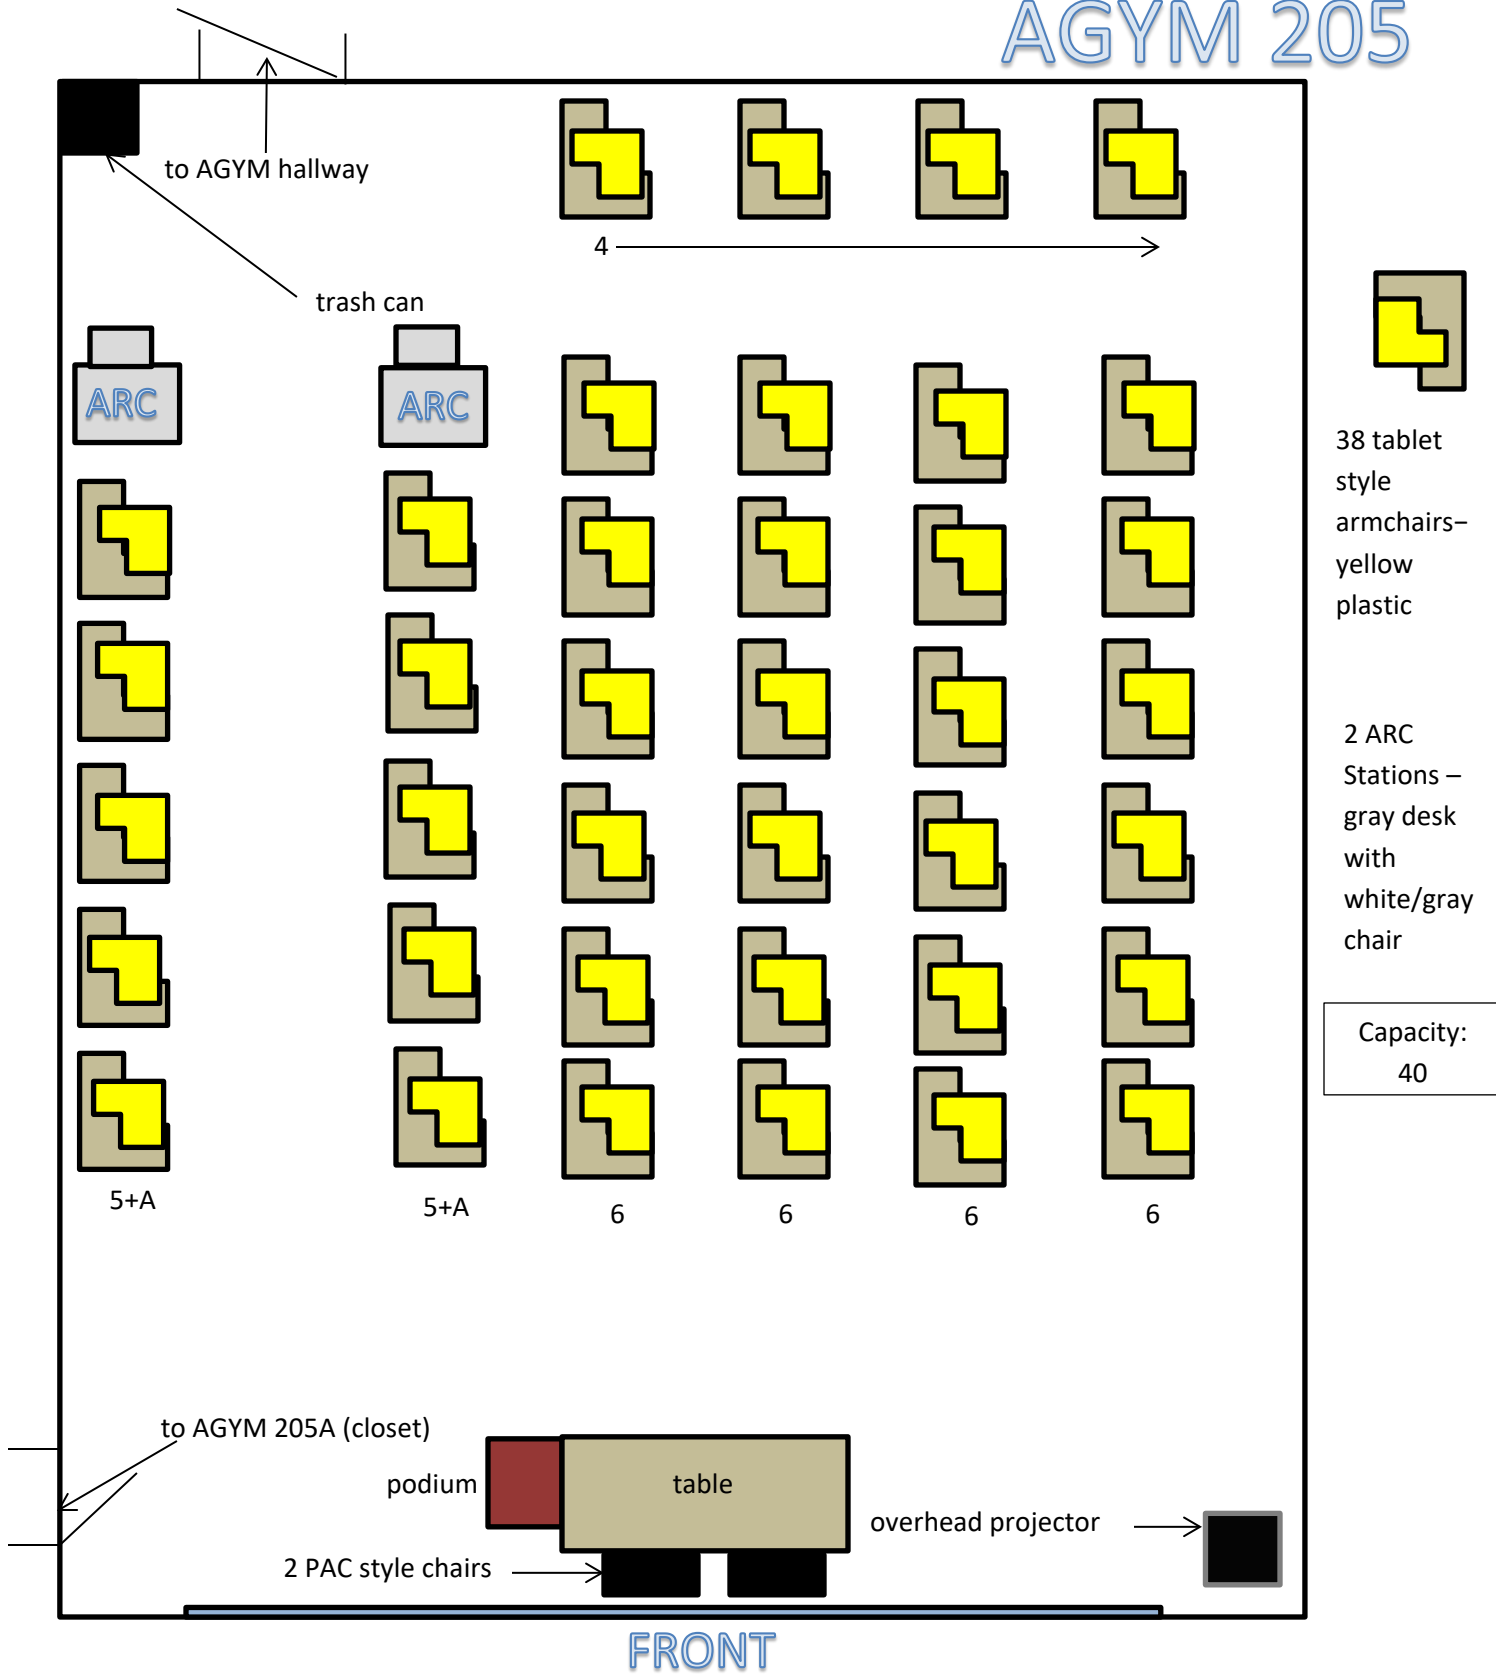 AGYM 205
to AGYM hallway
4
trash can
ARC
ARC
38 tablet
style
armchairs–
yellow
plastic
2 ARC
Stations –
gray desk
with
white/gray
chair
Capacity:
40
5+A
5+A
6
6
6
6
to AGYM 205A (closet)
podium
table
overhead projector
2 PAC style chairs
FRONT